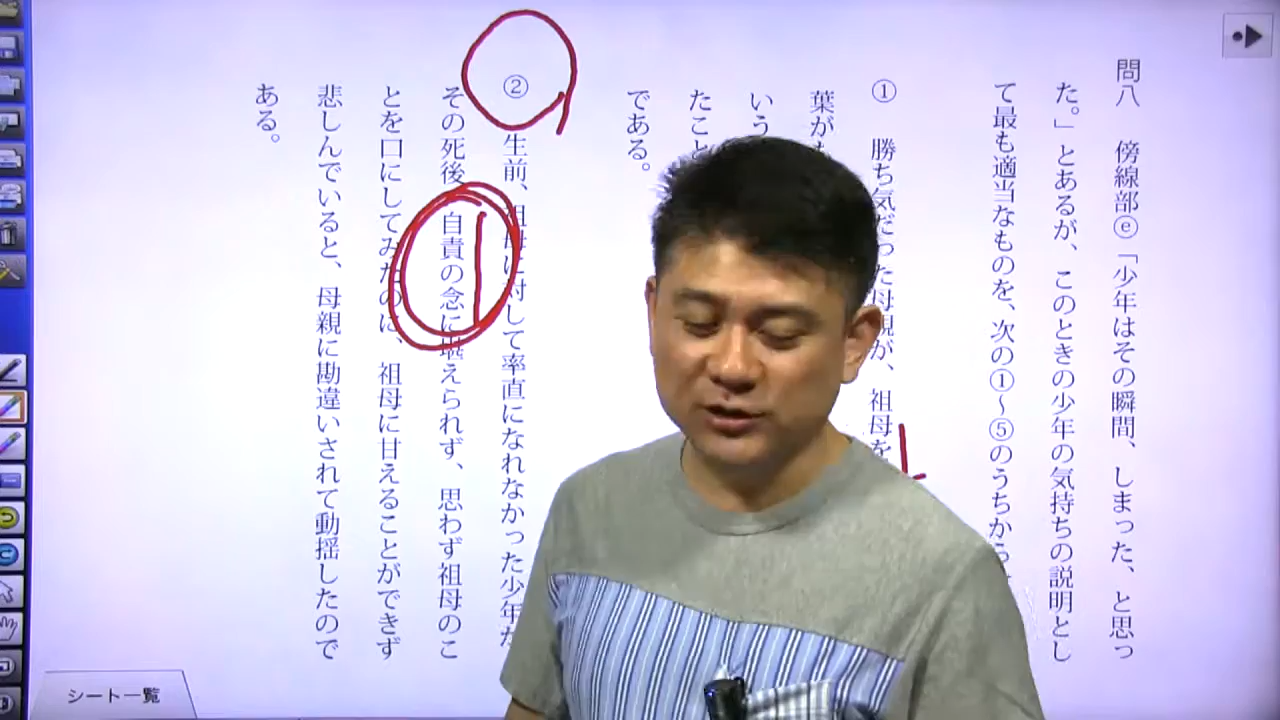 問八　傍線部ⓔ「少年はその瞬間、しまった、と思っ
た。」とあるが、このときの少年の気持ちの説明とし
て最も適当なものを、次の①〜⑤のうちから
①　勝ち気だった母親が、祖母を
葉が
いう
たこと
である。
②　生前、祖母に対して率直になれなかった少年が
その死後、自責の念に堪えられず、思わず祖母のこ
とを口にしてみたのに、祖母に甘えることができず
悲しんでいると、母親に勘違いされて動揺したので
ある。
シート一覧